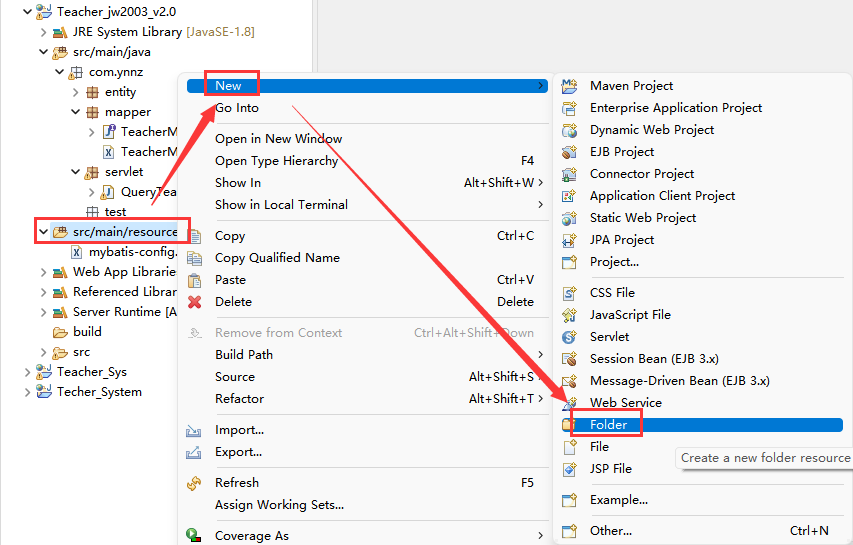 Teacher_jw2003_v2.0
JRE System Library [JavaSE-1.8]
src/main/java
com.ynnz
entity
mapper
TeacherM
TeacherM
servlet
QueryTea
test
src/main/resource
mybatis-config.
Web App Libraries
Referenced Librar
Server Runtime [A
build
src
Teacher_Sys
Techer_System
New
Go Into
Open in New Window
Open Type Hierarchy F4
Show In Alt+Shift+W
Show in Local Terminal
Copy Ctrl+C
Copy Qualified Name
Paste Ctrl+V
Delete Delete
Remove from Context Ctrl+Alt+Shift+Down
Build Path
Source Alt+Shift+S
Refactor Alt+Shift+T
Import...
Export...
Refresh F5
Assign Working Sets...
Coverage As
Maven Project
Enterprise Application Project
Dynamic Web Project
EJB Project
Connector Project
Application Client Project
Static Web Project
JPA Project
Project...
CSS File
JavaScript File
Servlet
Session Bean (EJB 3.x)
Message-Driven Bean (EJB 3.x)
Web Service
Folder
File
Create a new folder resource
JSP File
Example...
Other... Ctrl+N